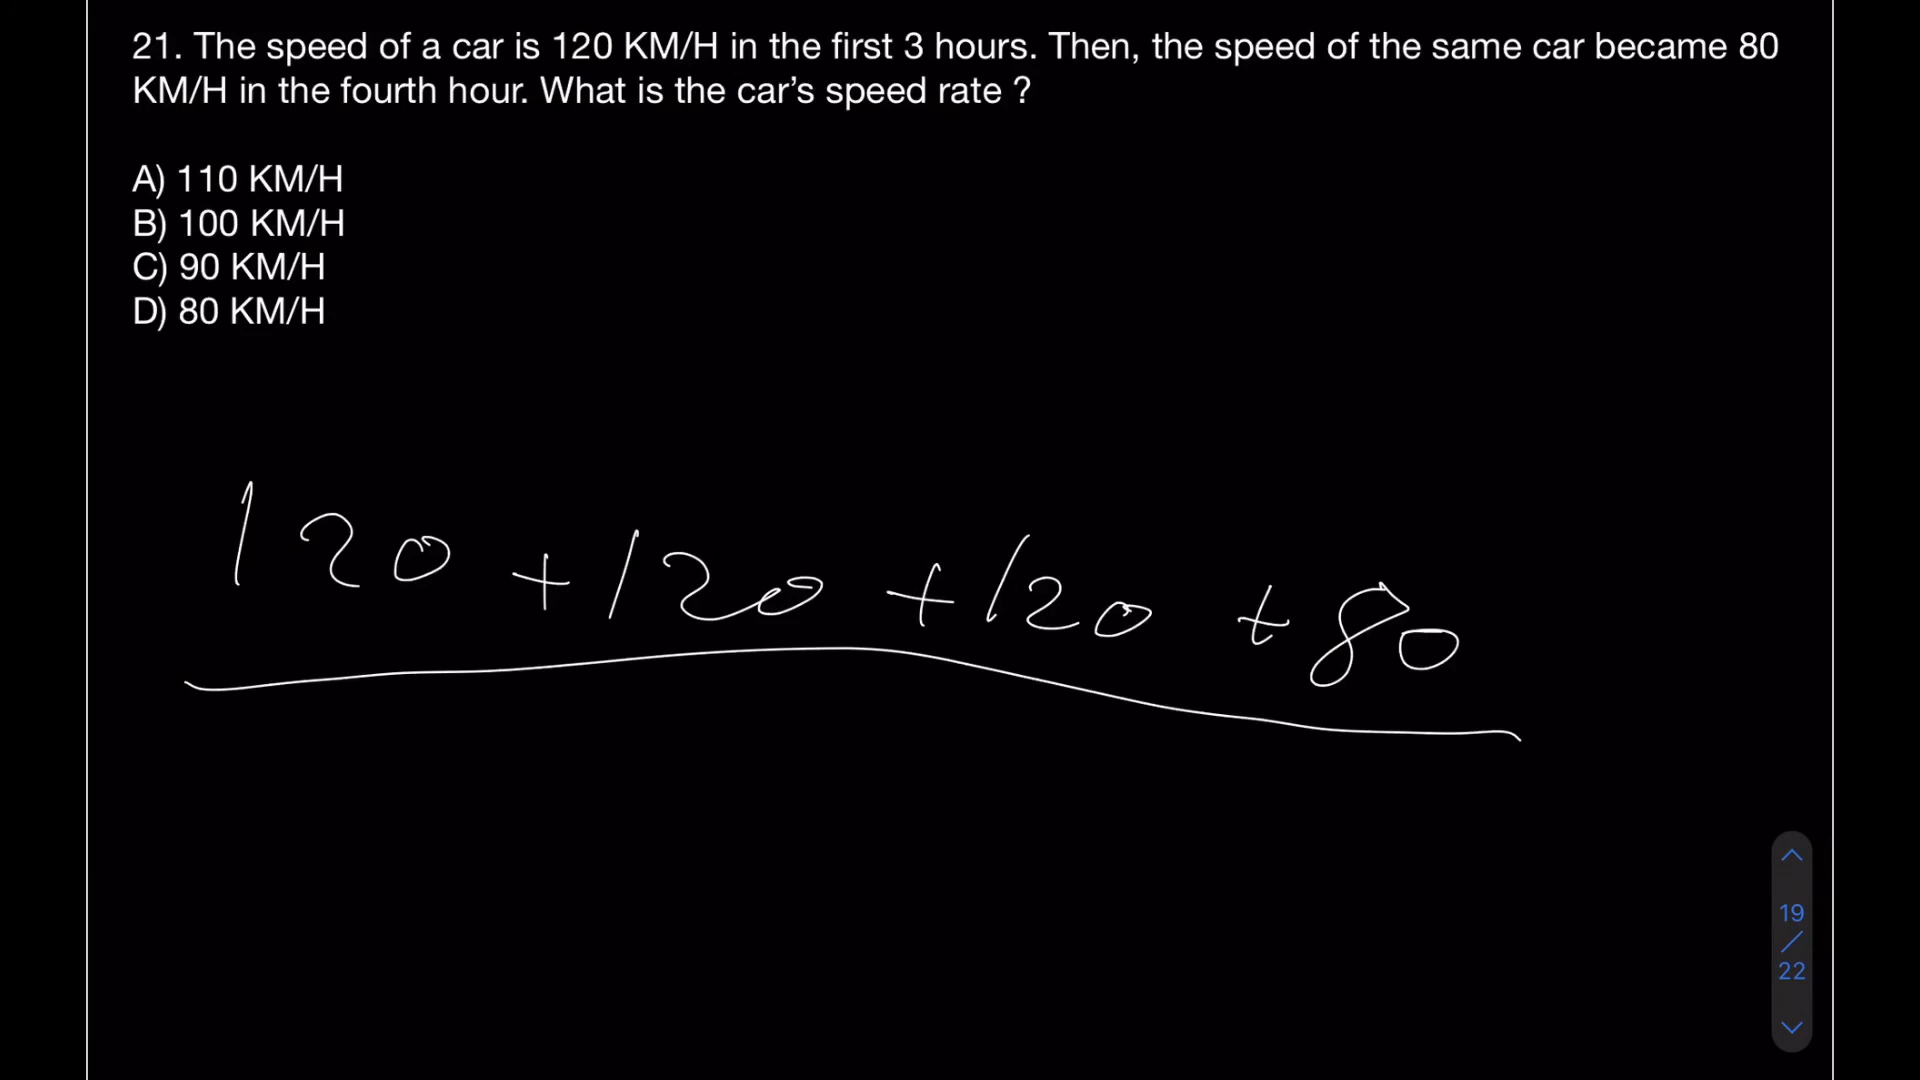 21. The speed of a car is 120 KM/H in the first 3 hours. Then, the speed of the same car became 80
KM/H in the fourth hour. What is the car’s speed rate ?
A) 110 KM/H
B) 100 KM/H
C) 90 KM/H
D) 80 KM/H
120 + 120 + 120 + 80
19
/
22